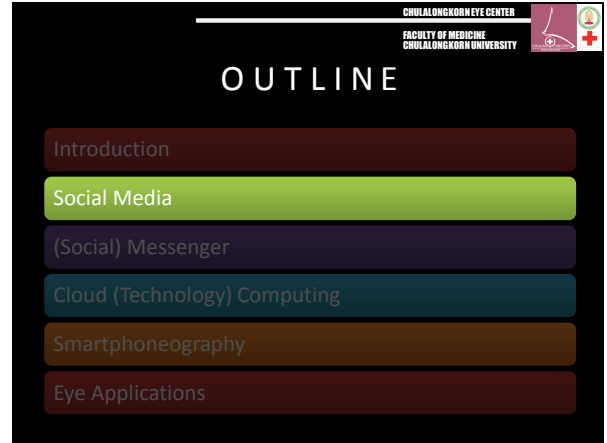 CHULALONGKORN EYE CENTER
FACULTY OF MEDICINE
CHULALONGKORN UNIVERSITY
OUTLINE
Introduction
Social Media
(Social) Messenger
Cloud (Technology) Computing
Smartphoneography
Eye Applications